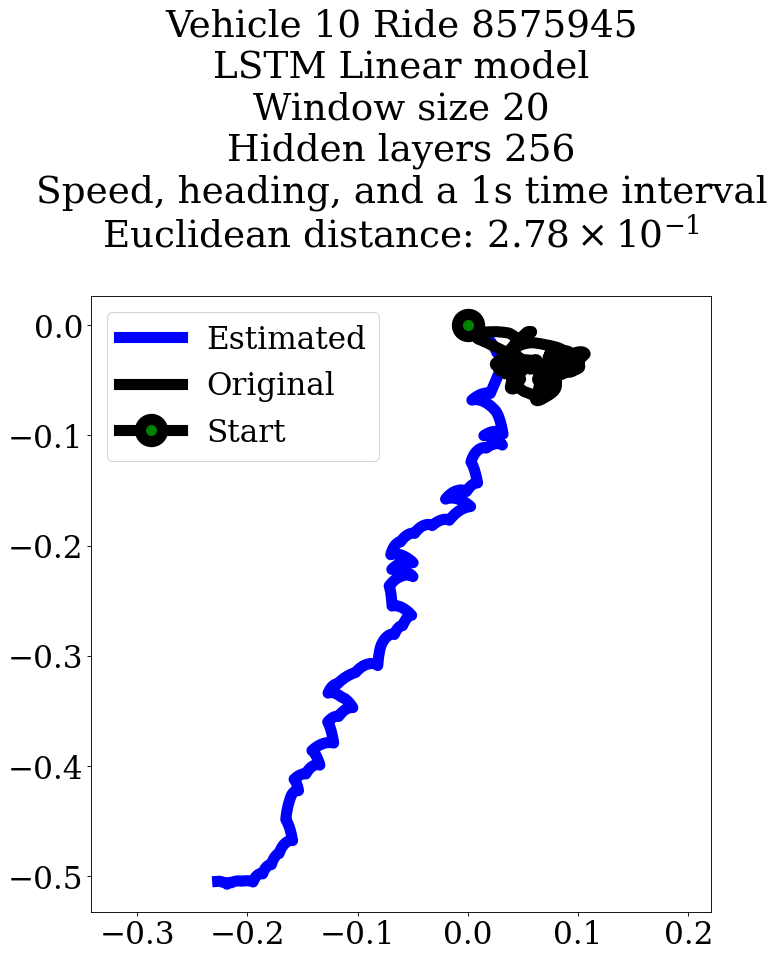 Vehicle 10 Ride 8575945
LSTM Linear model
Window size 20
Hidden layers 256
Speed, heading, and a 1s time interval
Euclidean distance: 2.78 × 10⁻¹
Estimated
Original
Start
0.0
−0.1
−0.2
−0.3
−0.4
−0.5
−0.3 −0.2 −0.1 0.0 0.1 0.2